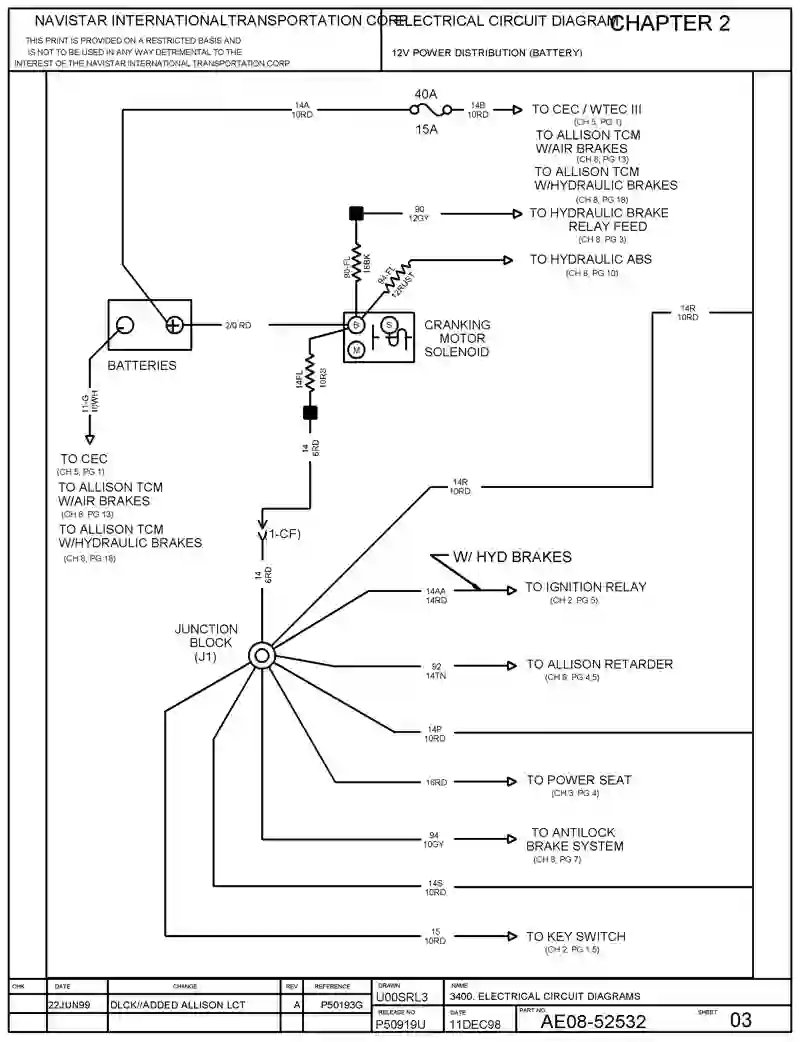 NAVISTAR INTERNATIONALTRANSPORTATION CORP.
ELECTRICAL CIRCUIT DIAGRAM
CHAPTER 2
THIS PRINT IS PROVIDED ON A RESTRICTED BASIS AND
IS NOT TO BE USED IN ANY WAY DETRIMENTAL TO THE
INTEREST OF THE NAVISTAR INTERNATIONAL TRANSPORTATION CORP
12V POWER DISTRIBUTION (BATTERY)
40A
14A
10RD
14B
10RD
15A
TO CEC / WTEC III
(CH 5, PG 1)
TO ALLISON TCM
W/AIR BRAKES
(CH 8, PG 13)
TO ALLISON TCM
W/HYDRAULIC BRAKES
(CH 8, PG 18)
90
12GY
TO HYDRAULIC BRAKE
RELAY FEED
(CH 8, PG 3)
90-FL
16BK
94-FL
12RUST
TO HYDRAULIC ABS
(CH 8, PG 10)
14R
10RD
2/0 RD
B
S
M
CRANKING
MOTOR
SOLENOID
BATTERIES
14FL
10RS
11-G
10WH
14
6RD
TO CEC
(CH 5, PG 1)
TO ALLISON TCM
W/AIR BRAKES
(CH 8, PG 13)
TO ALLISON TCM
W/HYDRAULIC BRAKES
(CH 8, PG 18)
14R
10RD
(1-CF)
14
6RD
W/ HYD BRAKES
14AA
14RD
TO IGNITION RELAY
(CH 2, PG 5)
JUNCTION
BLOCK
(J1)
92
14TN
TO ALLISON RETARDER
(CH 8, PG 4,5)
14P
10RD
16RD
TO POWER SEAT
(CH 3, PG 4)
94
10GY
TO ANTILOCK
BRAKE SYSTEM
(CH 8, PG 7)
14S
10RD
15
10RD
TO KEY SWITCH
(CH 2, PG 1,5)
CHK
DATE
CHANGE
REV
REFERENCE
DRAWN
U00SRL3
NAME
3400. ELECTRICAL CIRCUIT DIAGRAMS
22JUN99
DLCK//ADDED ALLISON LCT
A
P50193G
RELEASE NO
P50919U
DATE
11DEC98
PART NO.
AE08-52532
SHEET
03